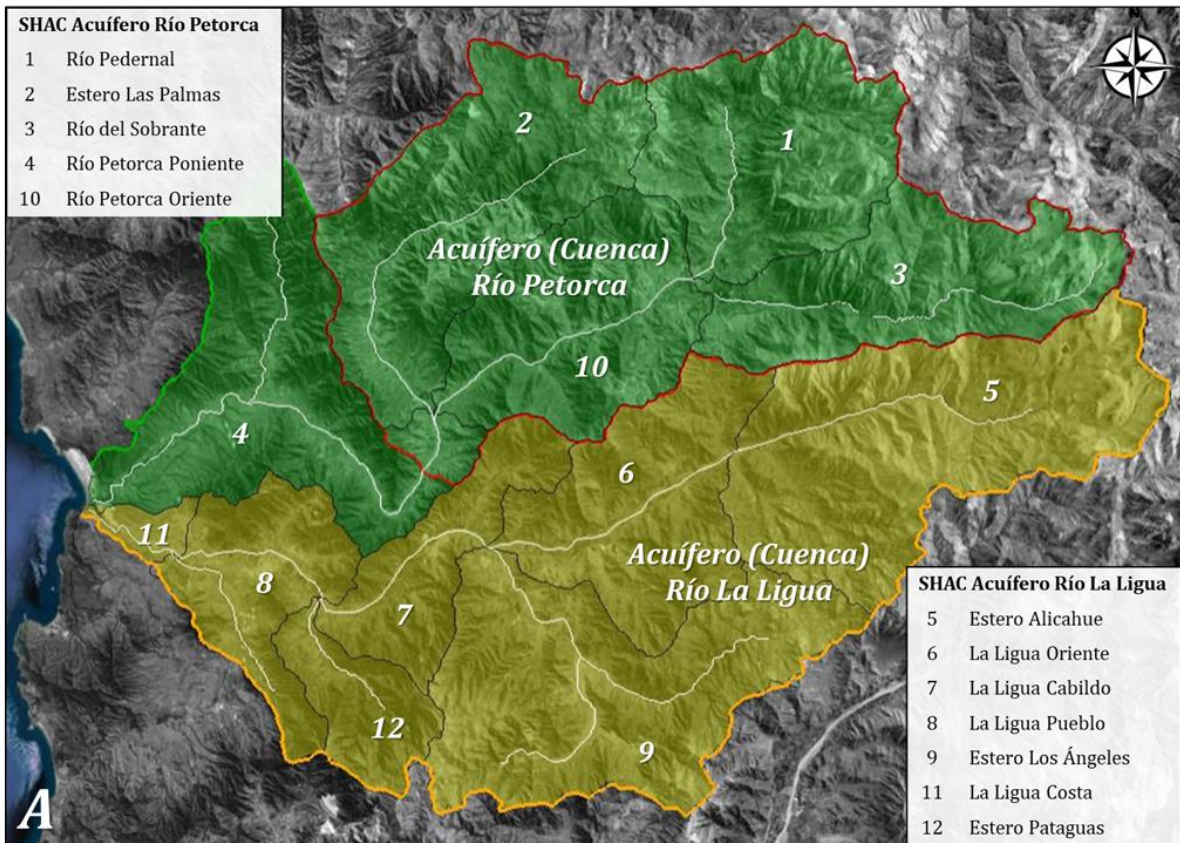 SHAC Acuífero Río Petorca
1 Río Pedernal
2 Estero Las Palmas
3 Río del Sobrante
4 Río Petorca Poniente
10 Río Petorca Oriente
N
2
1
Acuífero (Cuenca)
Río Petorca
3
10
5
4
6
11
Acuífero (Cuenca)
Río La Ligua
8
7
12
9
SHAC Acuífero Río La Ligua
5 Estero Alicahue
6 La Ligua Oriente
7 La Ligua Cabildo
8 La Ligua Pueblo
9 Estero Los Ángeles
11 La Ligua Costa
12 Estero Pataguas
A